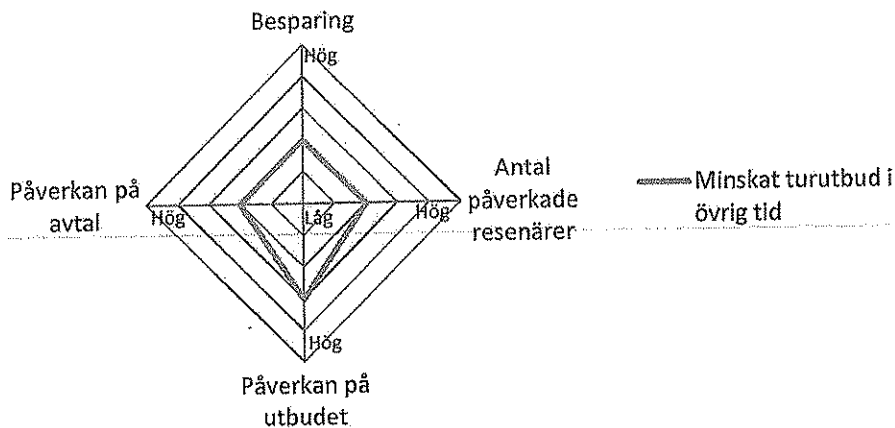 Besparing
Hög
Antal
påverkade
resenärer
Hög
Påverkan på
avtal
Hög
Låg
Minskat turutbud i
övrig tid
Hög
Påverkan på
utbudet